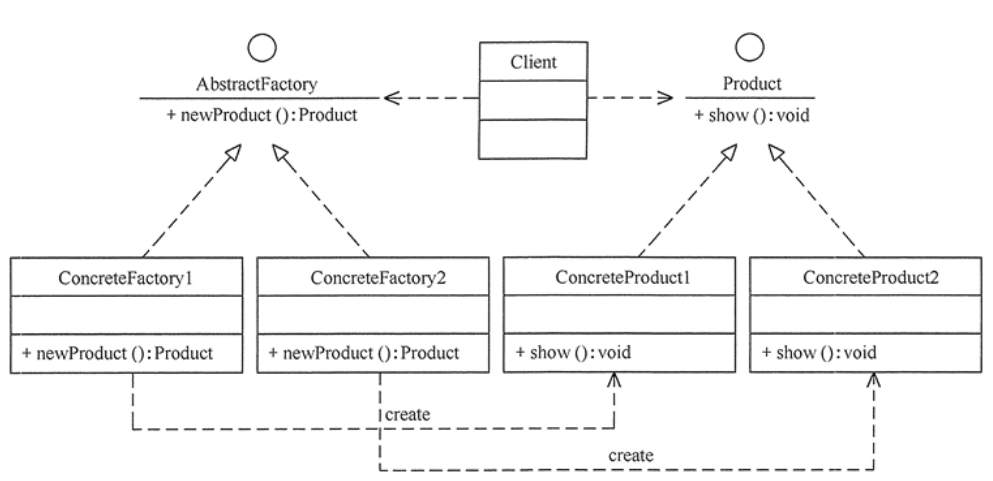 AbstractFactory
+ newProduct ():Product
Client
Product
+ show ():void
ConcreteFactory1
+ newProduct ():Product
ConcreteFactory2
+ newProduct ():Product
ConcreteProduct1
+ show ():void
ConcreteProduct2
+ show ():void
create
create